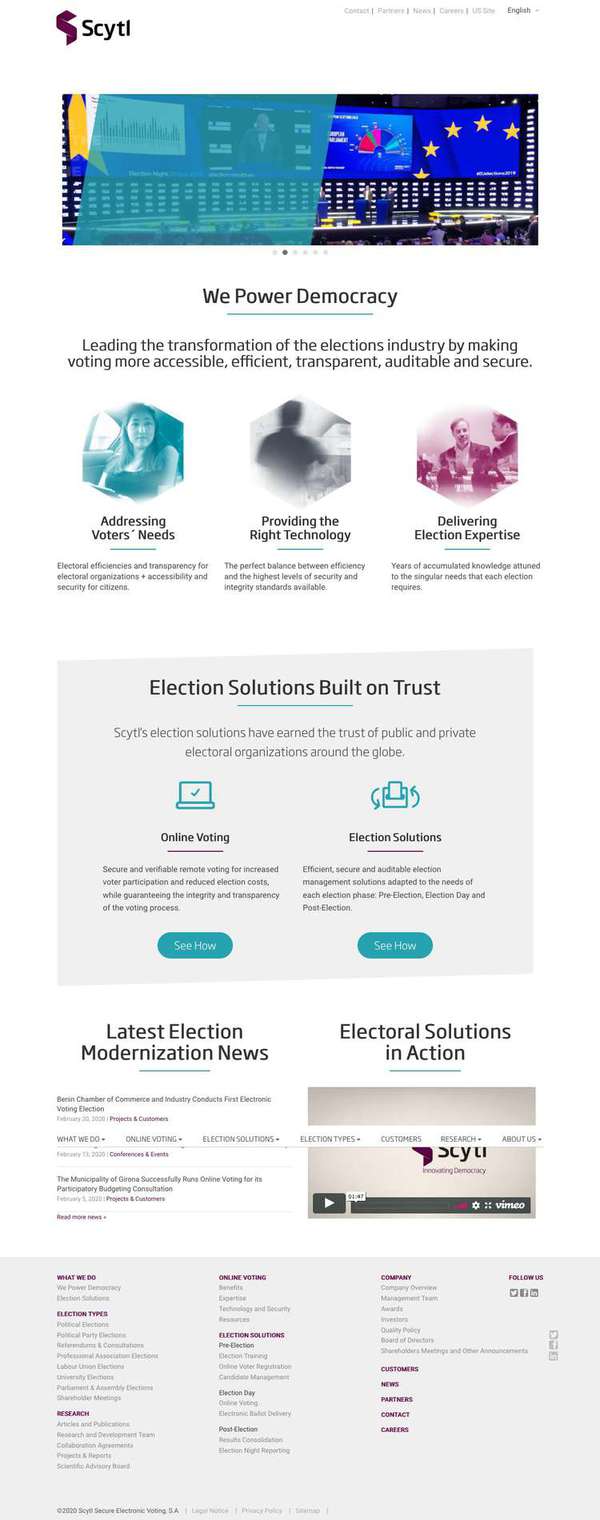 Contact | Partners | News | Careers | US Site English
Scytl
Election Night
EUROPEAN
PARLIAMENT
We Power Democracy
Leading the transformation of the elections industry by making
voting more accessible, efficient, transparent, auditable and secure.
Addressing
Voters´ Needs
Electoral efficiencies and transparency for
electoral organizations + accessibility and
security for citizens.
Providing the
Right Technology
The perfect balance between efficiency
and the highest levels of security and
integrity standards available.
Delivering
Election Expertise
Years of accumulated knowledge attuned
to the singular needs that each election
requires.
Election Solutions Built on Trust
Scytl's election solutions have earned the trust of public and private
electoral organizations around the globe.
Online Voting
Secure and verifiable remote voting for increased
voter participation and reduced election costs,
while guaranteeing the integrity and transparency
of the voting process.
See How
Election Solutions
Efficient, secure and auditable election
management solutions adapted to the needs of
each election phase: Pre-Election, Election Day and
Post-Election.
See How
Latest Election
Modernization News
Benin Chamber of Commerce and Industry Conducts First Electronic
Voting Election
February 20, 2020 | Projects & Customers
WHAT WE DO ONLINE VOTING ELECTION SOLUTIONS ELECTION TYPES CUSTOMERS RESEARCH ABOUT US
February 13, 2020 | Conferences & Events
The Municipality of Girona Successfully Runs Online Voting for its
Participatory Budgeting Consultation
February 5, 2020 | Projects & Customers
Read more news »
Electoral Solutions
in Action
Scytl
Innovating Democracy
01:47
vimeo
WHAT WE DO
We Power Democracy
Election Solutions
ELECTION TYPES
Political Elections
Political Party Elections
Referendums & Consultations
Professional Association Elections
Labour Union Elections
University Elections
Parliament & Assembly Elections
Shareholder Meetings
RESEARCH
Articles and Publications
Research and Development Team
Collaboration Agreements
Projects & Reports
Scientific Advisory Board
ONLINE VOTING
Benefits
Expertise
Technology and Security
Resources
ELECTION SOLUTIONS
Pre-Election
Election Training
Online Voter Registration
Candidate Management
Election Day
Online Voting
Electronic Ballot Delivery
Post-Election
Results Consolidation
Election Night Reporting
COMPANY
Company Overview
Management Team
Awards
Investors
Quality Policy
Board of Directors
Shareholders Meetings and Other Announcements
CUSTOMERS
NEWS
PARTNERS
CONTACT
CAREERS
FOLLOW US
©2020 Scytl Secure Electronic Voting, S.A | Legal Notice | Privacy Policy | Sitemap |